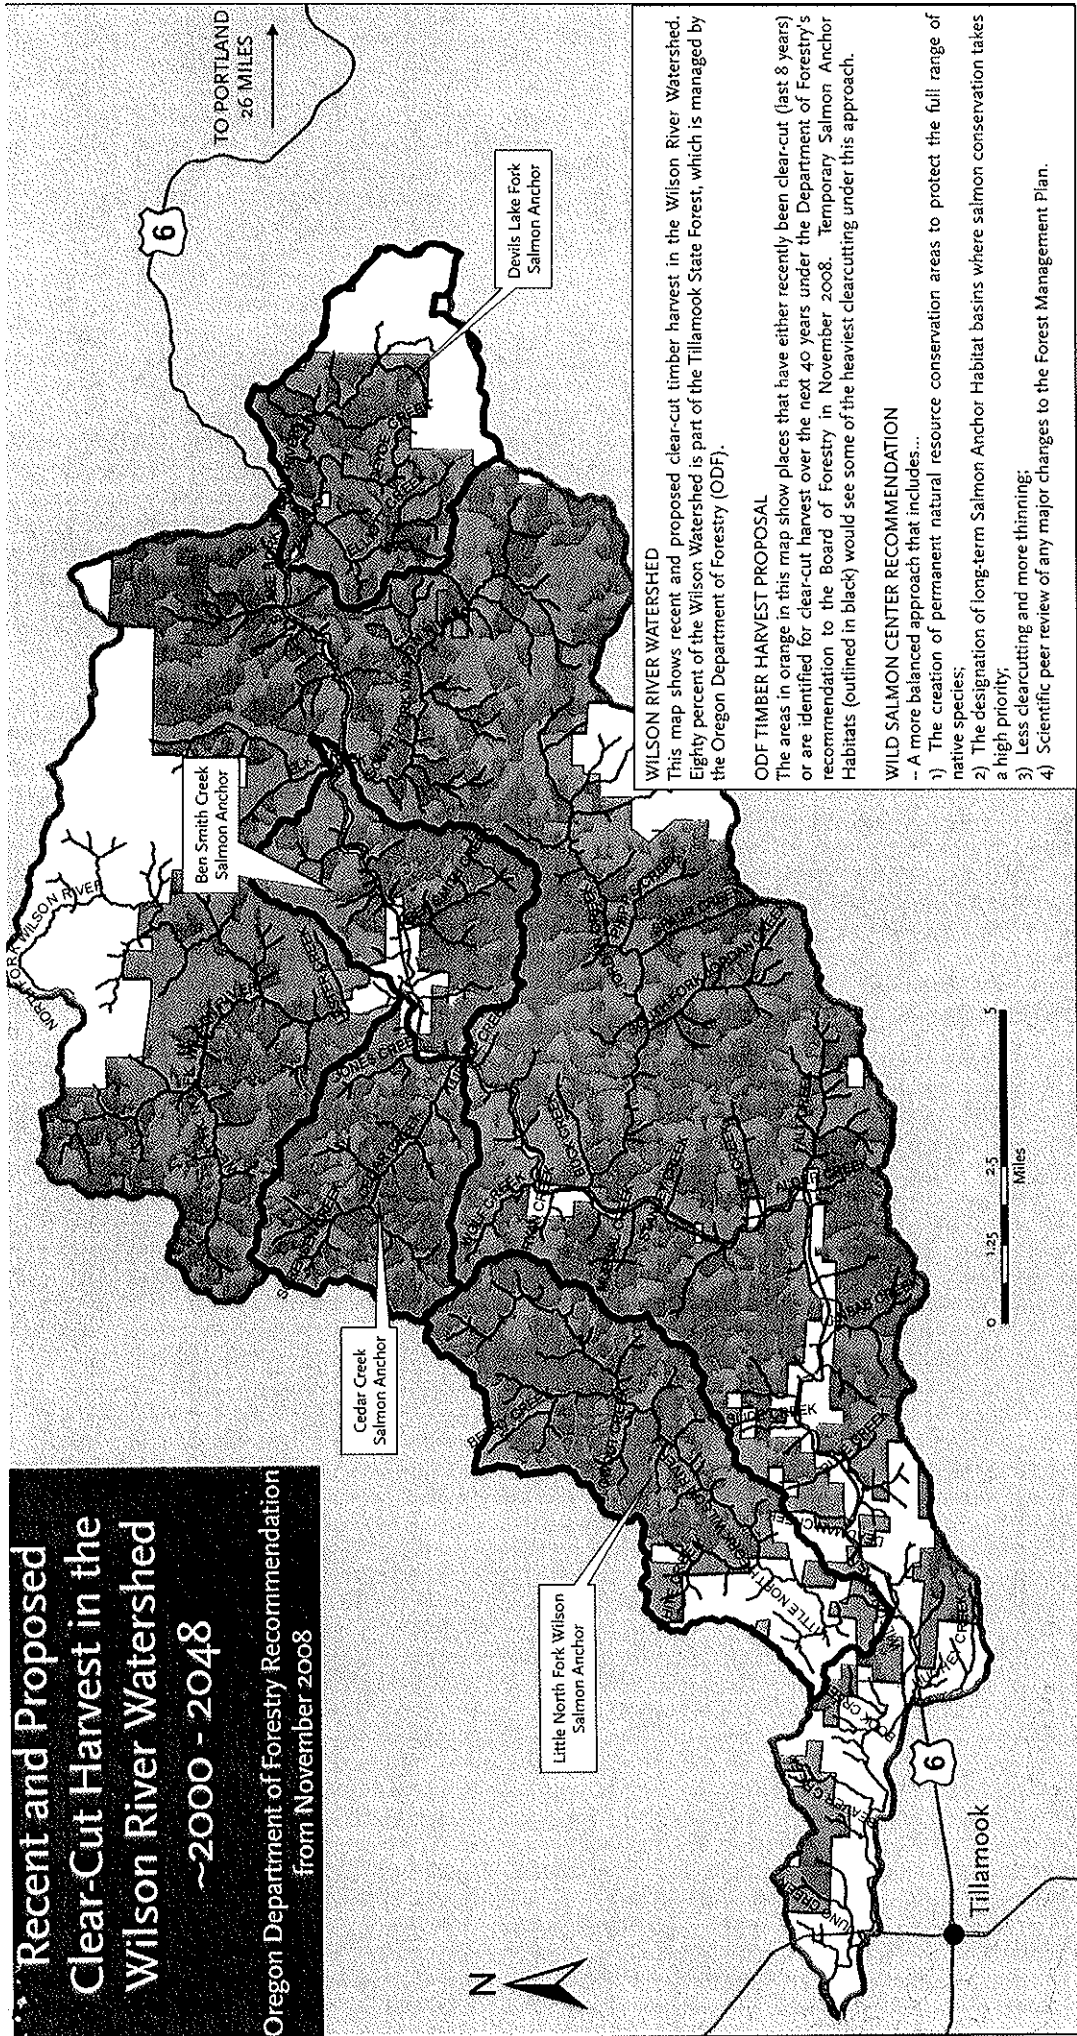 Recent and Proposed
Clear-Cut Harvest in the
Wilson River Watershed
~2000 - 2048
Oregon Department of Forestry Recommendation
from November 2008
TO PORTLAND
26 MILES
6
Devils Lake Fork
Salmon Anchor
Ben Smith Creek
Salmon Anchor
Cedar Creek
Salmon Anchor
Little North Fork Wilson
Salmon Anchor
NORTH FORK WILSON RIVER
JONES CREEK
CEDAR CREEK
LITTLE NORTH
BEAVER CREEK
N
6
Tillamook
0 1.25 2.5 5
Miles
WILSON RIVER WATERSHED
This map shows recent and proposed clear-cut timber harvest in the Wilson River Watershed.
Eighty percent of the Wilson Watershed is part of the Tillamook State Forest, which is managed by
the Oregon Department of Forestry (ODF).
ODF TIMBER HARVEST PROPOSAL
The areas in orange in this map show places that have either recently been clear-cut (last 8 years)
or are identified for clear-cut harvest over the next 40 years under the Department of Forestry's
recommendation to the Board of Forestry in November 2008. Temporary Salmon Anchor
Habitats (outlined in black) would see some of the heaviest clearcutting under this approach.
WILD SALMON CENTER RECOMMENDATION
-- A more balanced approach that includes...
1) The creation of permanent natural resource conservation areas to protect the full range of
native species;
2) The designation of long-term Salmon Anchor Habitat basins where salmon conservation takes
a high priority;
3) Less clearcutting and more thinning;
4) Scientific peer review of any major changes to the Forest Management Plan.